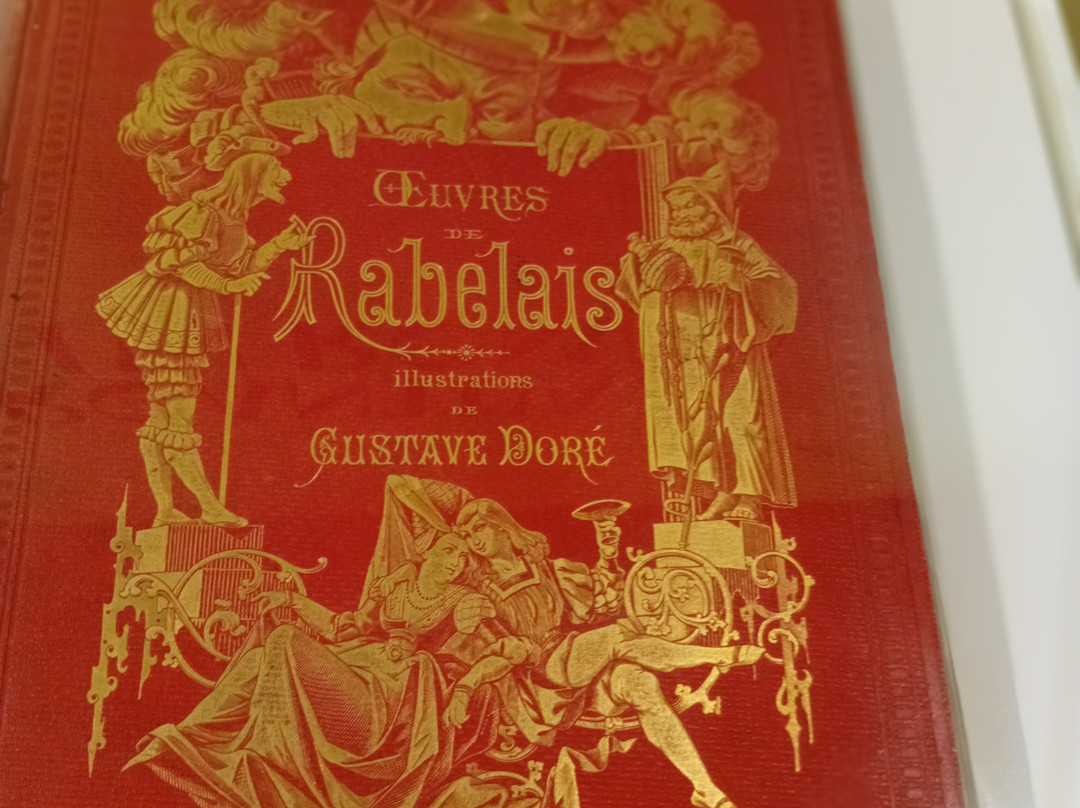 ŒUVRES
DE
Rabelais
illustrations
DE
GUSTAVE DORÉ